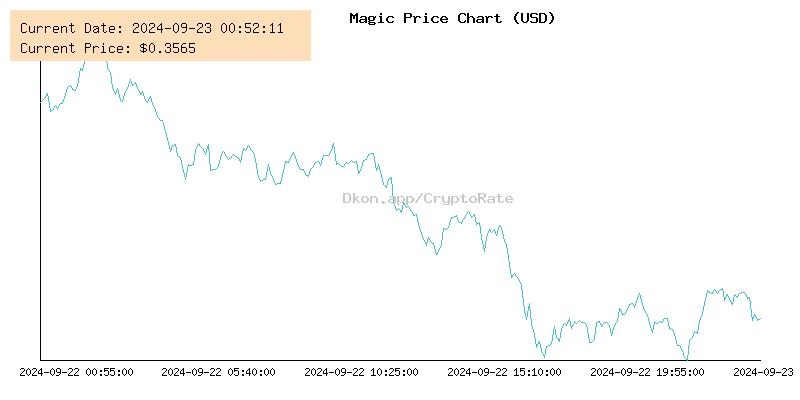 Magic Price Chart (USD)
Current Date: 2024-09-23 00:52:11
Current Price: $0.3565
Dkon.app/CryptoRate
2024-09-22 00:55:00 2024-09-22 05:40:00 2024-09-22 10:25:00 2024-09-22 15:10:00 2024-09-22 19:55:00 2024-09-23